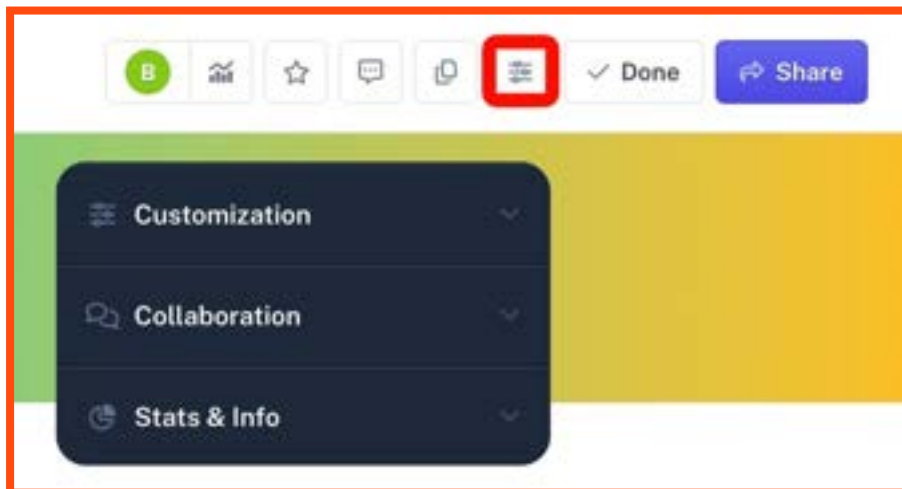 B
Done
Share
Customization
Collaboration
Stats & Info